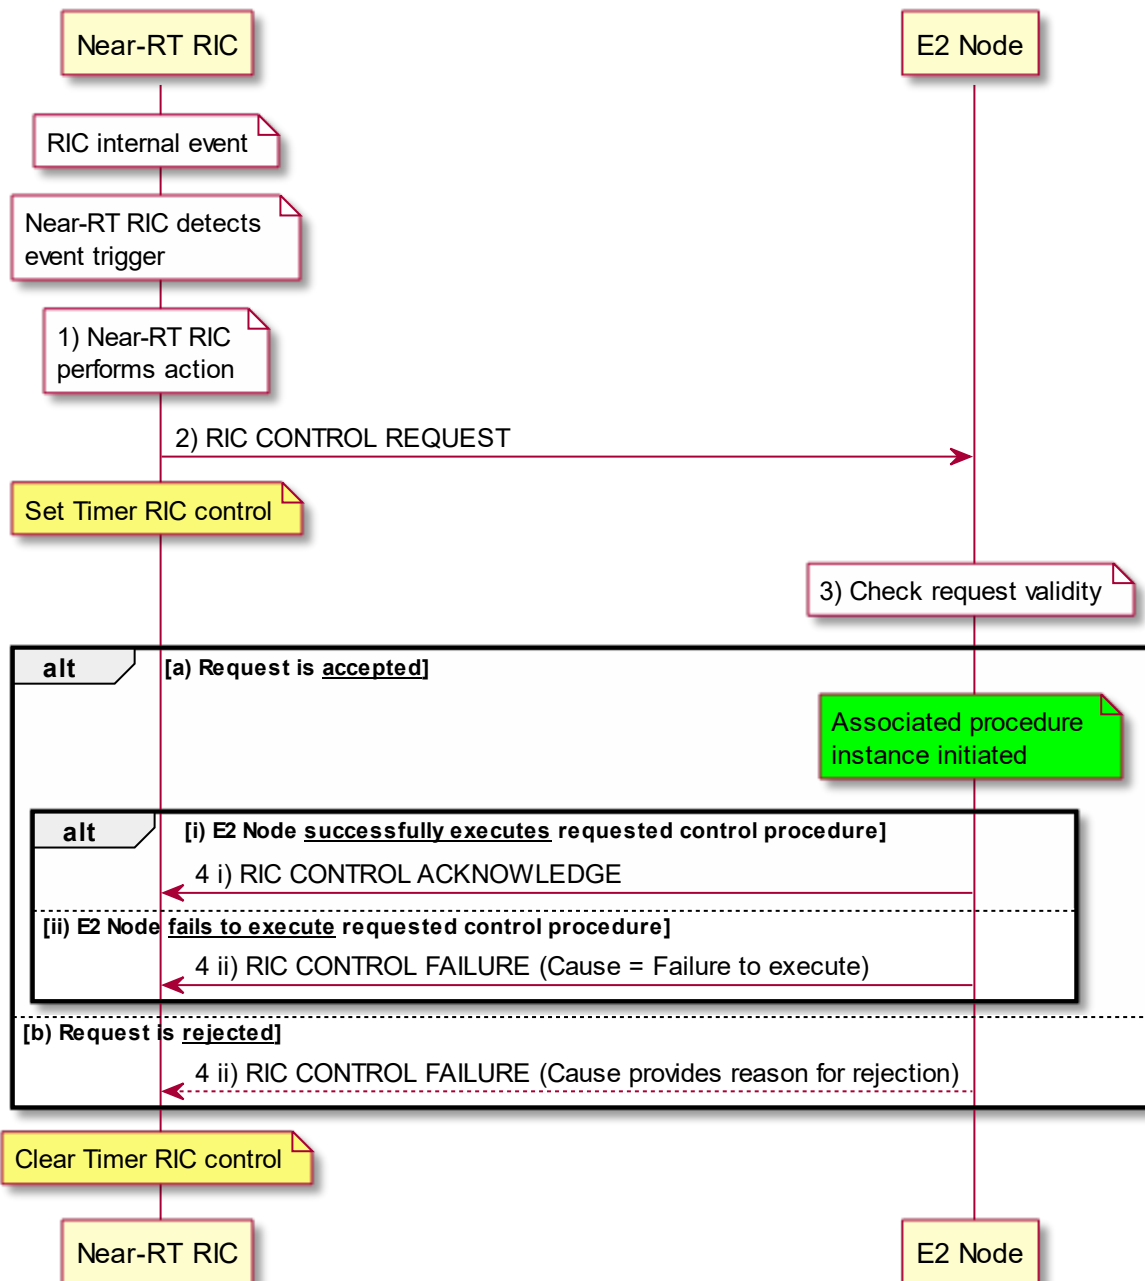 Near-RT RIC
E2 Node
RIC internal event
Near-RT RIC detects
event trigger
1) Near-RT RIC
performs action
2) RIC CONTROL REQUEST
Set Timer RIC control
3) Check request validity
alt
[a) Request is accepted]
Associated procedure
instance initiated
alt
[i) E2 Node successfully executes requested control procedure]
4 i) RIC CONTROL ACKNOWLEDGE
[ii) E2 Node fails to execute requested control procedure]
4 ii) RIC CONTROL FAILURE (Cause = Failure to execute)
[b) Request is rejected]
4 ii) RIC CONTROL FAILURE (Cause provides reason for rejection)
Clear Timer RIC control
Near-RT RIC
E2 Node